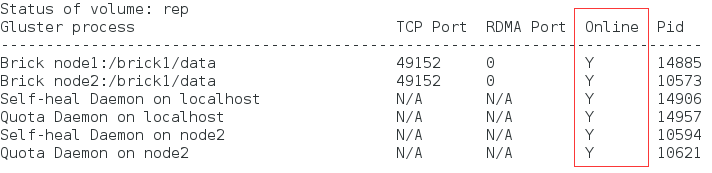 Status of volume: rep
Gluster process TCP Port RDMA Port Online Pid
------------------------------------------------------------------------------
Brick node1:/brick1/data 49152 0 Y 14885
Brick node2:/brick1/data 49152 0 Y 10573
Self-heal Daemon on localhost N/A N/A Y 14906
Quota Daemon on localhost N/A N/A Y 14957
Self-heal Daemon on node2 N/A N/A Y 10594
Quota Daemon on node2 N/A N/A Y 10621